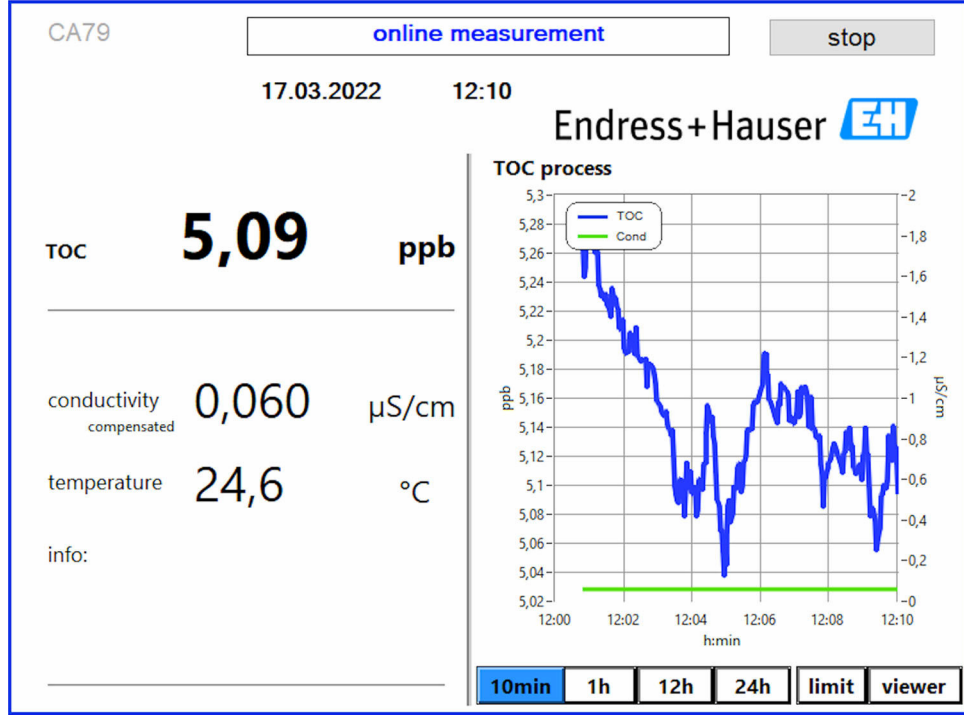 CA79
online measurement
stop
17.03.2022 12:10
Endress+Hauser EH
TOC 5,09 ppb
conductivity compensated 0,060 µS/cm
temperature 24,6 °C
info:
TOC process
TOC
Cond
5,3
5,28
5,26
5,24
5,22
5,2
5,18
5,16
5,14
5,12
5,1
5,08
5,06
5,04
5,02
ppb
2
1,8
1,6
1,4
1,2
1
0,8
0,6
0,4
0,2
0
µS/cm
12:00 12:02 12:04 12:06 12:08 12:10
h:min
10min 1h 12h 24h limit viewer